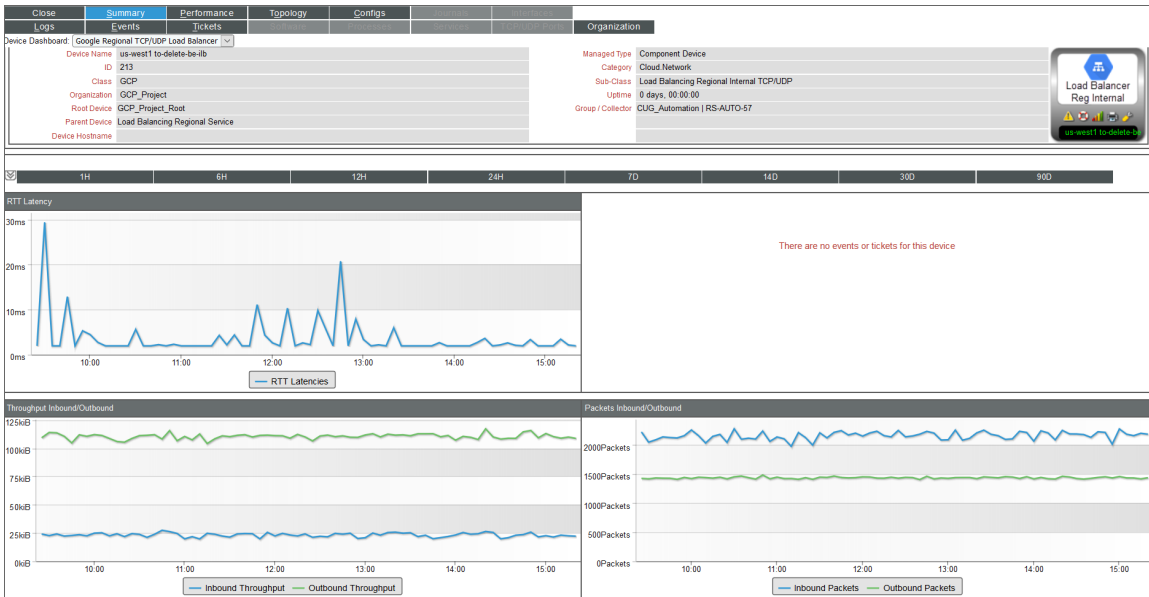 Close Summary Performance Topology Configs Journals Interfaces
Logs Events Tickets Software Processes Services TCP/UDP Ports Organization
Device Dashboard: Google Regional TCP/UDP Load Balancer
Device Name us-west1 to-delete-be-ilb Managed Type Component Device
ID 213 Category Cloud.Network
Class GCP Sub-Class Load Balancing Regional Internal TCP/UDP
Organization GCP_Project Uptime 0 days, 00:00:00
Root Device GCP_Project_Root Group / Collector CUG_Automation | RS-AUTO-57
Parent Device Load Balancing Regional Service
Device Hostname
Load Balancer
Reg Internal
us-west1 to-delete-be
1H 6H 12H 24H 7D 14D 30D 90D
RTT Latency
30ms
20ms
10ms
0ms
10:00 11:00 12:00 13:00 14:00 15:00
RTT Latencies
There are no events or tickets for this device
Throughput Inbound/Outbound
125kiB
100kiB
75kiB
50kiB
25kiB
0kiB
10:00 11:00 12:00 13:00 14:00 15:00
Inbound Throughput Outbound Throughput
Packets Inbound/Outbound
2000Packets
1500Packets
1000Packets
500Packets
0Packets
10:00 11:00 12:00 13:00 14:00 15:00
Inbound Packets Outbound Packets